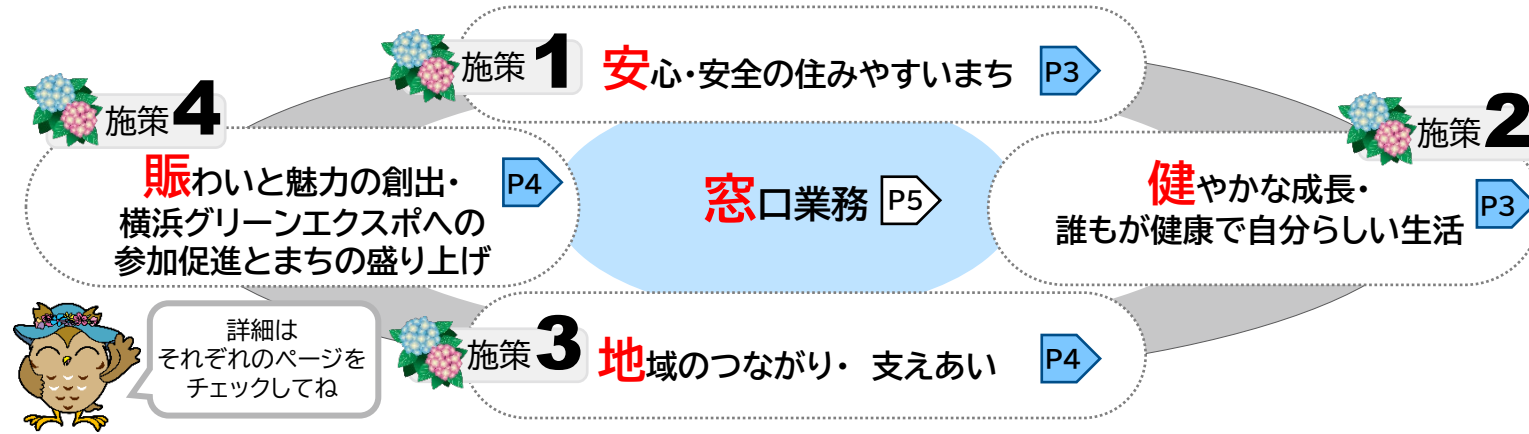 施策1 安心・安全の住みやすいまち P3
施策2
健やかな成長・
誰もが健康で自分らしい生活 P3
施策3 地域のつながり・ 支えあい P4
施策4
賑わいと魅力の創出・ P4
横浜グリーンエクスポへの
参加促進とまちの盛り上げ
窓口業務 P5
詳細は
それぞれのページを
チェックしてね